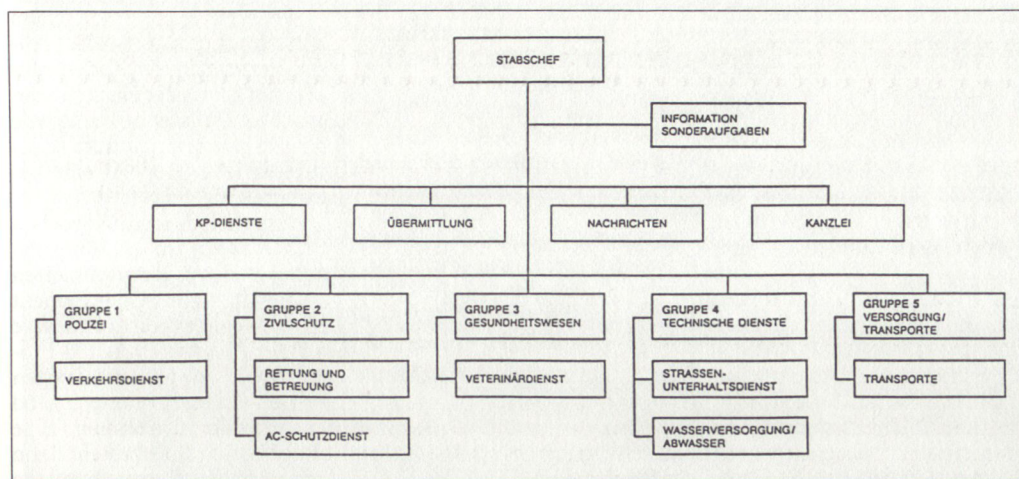 STABSCHEF
INFORMATION
SONDERAUFGABEN
KP-DIENSTE
ÜBERMITTLUNG
NACHRICHTEN
KANZLEI
GRUPPE 1
POLIZEI
GRUPPE 2
ZIVILSCHUTZ
GRUPPE 3
GESUNDHEITSWESEN
GRUPPE 4
TECHNISCHE DIENSTE
GRUPPE 5
VERSORGUNG/
TRANSPORTE
VERKEHRSDIENST
RETTUNG UND
BETREUUNG
VETERINÄRDIENST
STRASSEN-
UNTERHALTSDIENST
TRANSPORTE
AC-SCHUTZDIENST
WASSERVERSORGUNG/
ABWASSER